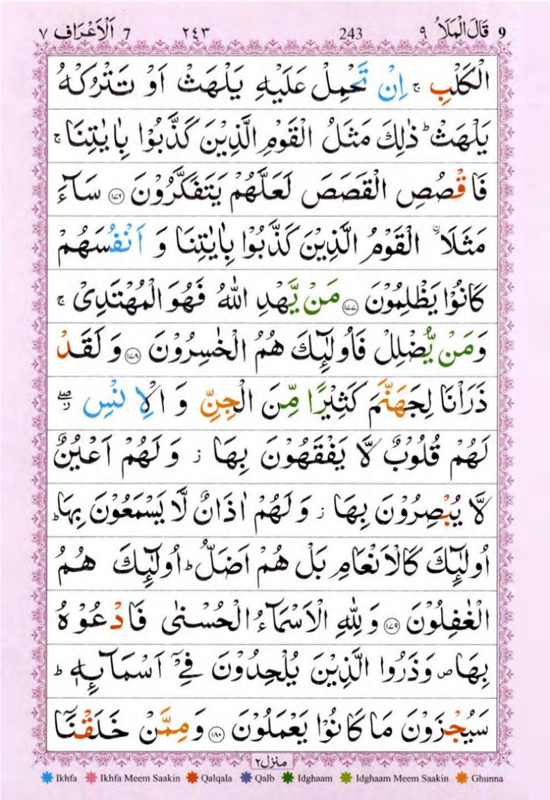 9 قَالَ الْمَلَاُ ٩ 243 ٢٤٣ 7 اَلْاَعْرَاف ٧
الْكَلْبِ ۚ اِنْ تَحْمِلْ عَلَيْهِ يَلْهَثْ اَوْ تَتْرُكْهُ
يَلْهَثْ ؕ ذٰلِكَ مَثَلُ الْقَوْمِ الَّذِيْنَ كَذَّبُوْا بِاٰيٰتِنَا ۚ
فَاقْصُصِ الْقَصَصَ لَعَلَّهُمْ يَتَفَكَّرُوْنَ ﴿۱۷۶﴾ سَآءَ
مَثَلَاۨ الْقَوْمُ الَّذِيْنَ كَذَّبُوْا بِاٰيٰتِنَا وَ اَنْفُسَهُمْ
كَانُوْا يَظْلِمُوْنَ ﴿۱۷۷﴾ مَنْ يَّهْدِ اللّٰهُ فَهُوَ الْمُهْتَدِيْ ۚ
وَمَنْ يُّضْلِلْ فَاُولٰٓئِكَ هُمُ الْخٰسِرُوْنَ ﴿۱۷۸﴾ وَ لَقَدْ
ذَرَاْنَا لِجَهَنَّمَ كَثِيْرًا مِّنَ الْجِنِّ وَ الْاِنْسِ ۖ ز
لَهُمْ قُلُوْبٌ لَّا يَفْقَهُوْنَ بِهَا ز وَ لَهُمْ اَعْيُنٌ
لَّا يُبْصِرُوْنَ بِهَا ز وَ لَهُمْ اٰذَانٌ لَّا يَسْمَعُوْنَ بِهَا ؕ
اُولٰٓئِكَ كَالْاَنْعَامِ بَلْ هُمْ اَضَلُّ ؕ اُولٰٓئِكَ هُمُ
الْغٰفِلُوْنَ ﴿۱۷۹﴾ وَ لِلّٰهِ الْاَسْمَآءُ الْحُسْنٰى فَادْعُوْهُ
بِهَا ص وَ ذَرُوا الَّذِيْنَ يُلْحِدُوْنَ فِيْٓ اَسْمَآئِهٖ ؕ
سَيُجْزَوْنَ مَا كَانُوْا يَعْمَلُوْنَ ﴿۱۸۰﴾ وَ مِمَّنْ خَلَقْنَاۤ
منزل ۲
Ikhfa Ikhfa Meem Saakin Qalqala Qalb Idghaam Idghaam Meem Saakin Ghunna